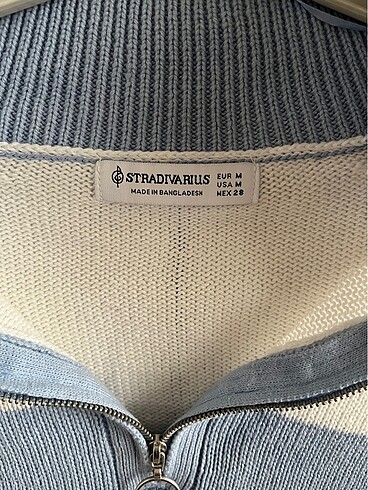 STRADIVARIUS
MADE IN BANGLADESH
EUR M
USA M
MEX 28